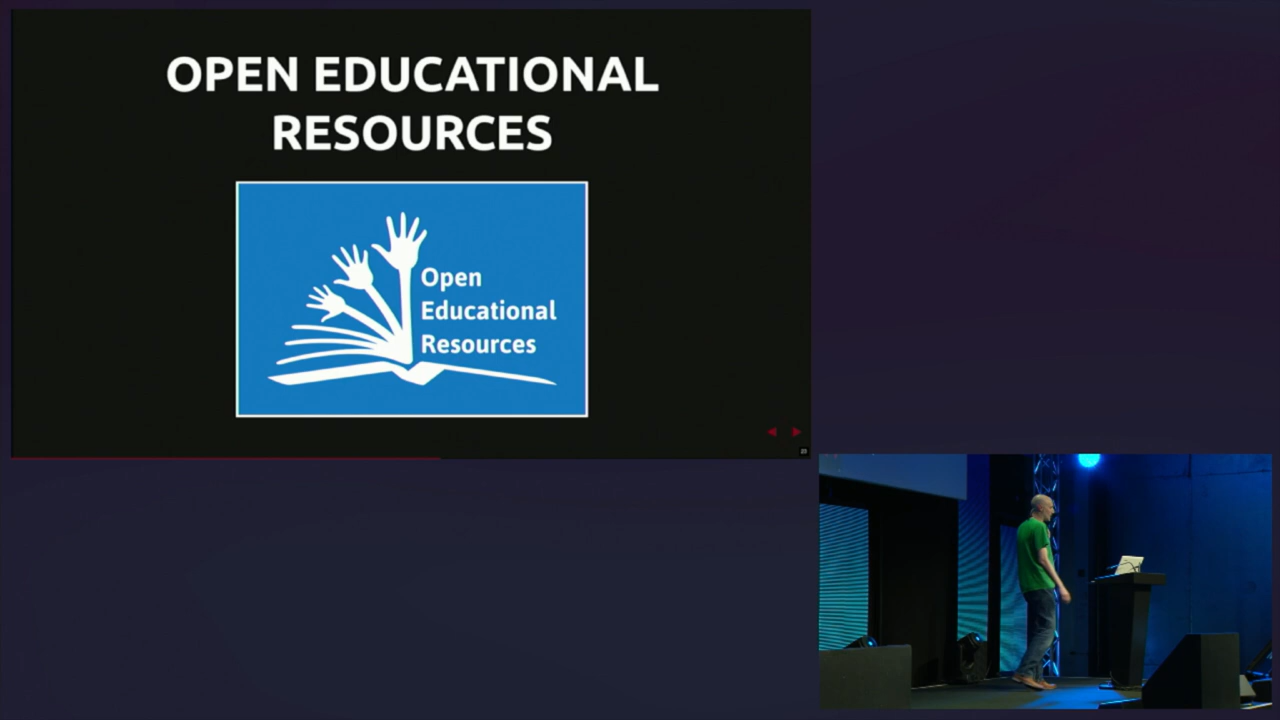 OPEN EDUCATIONAL
RESOURCES
Open
Educational
Resources